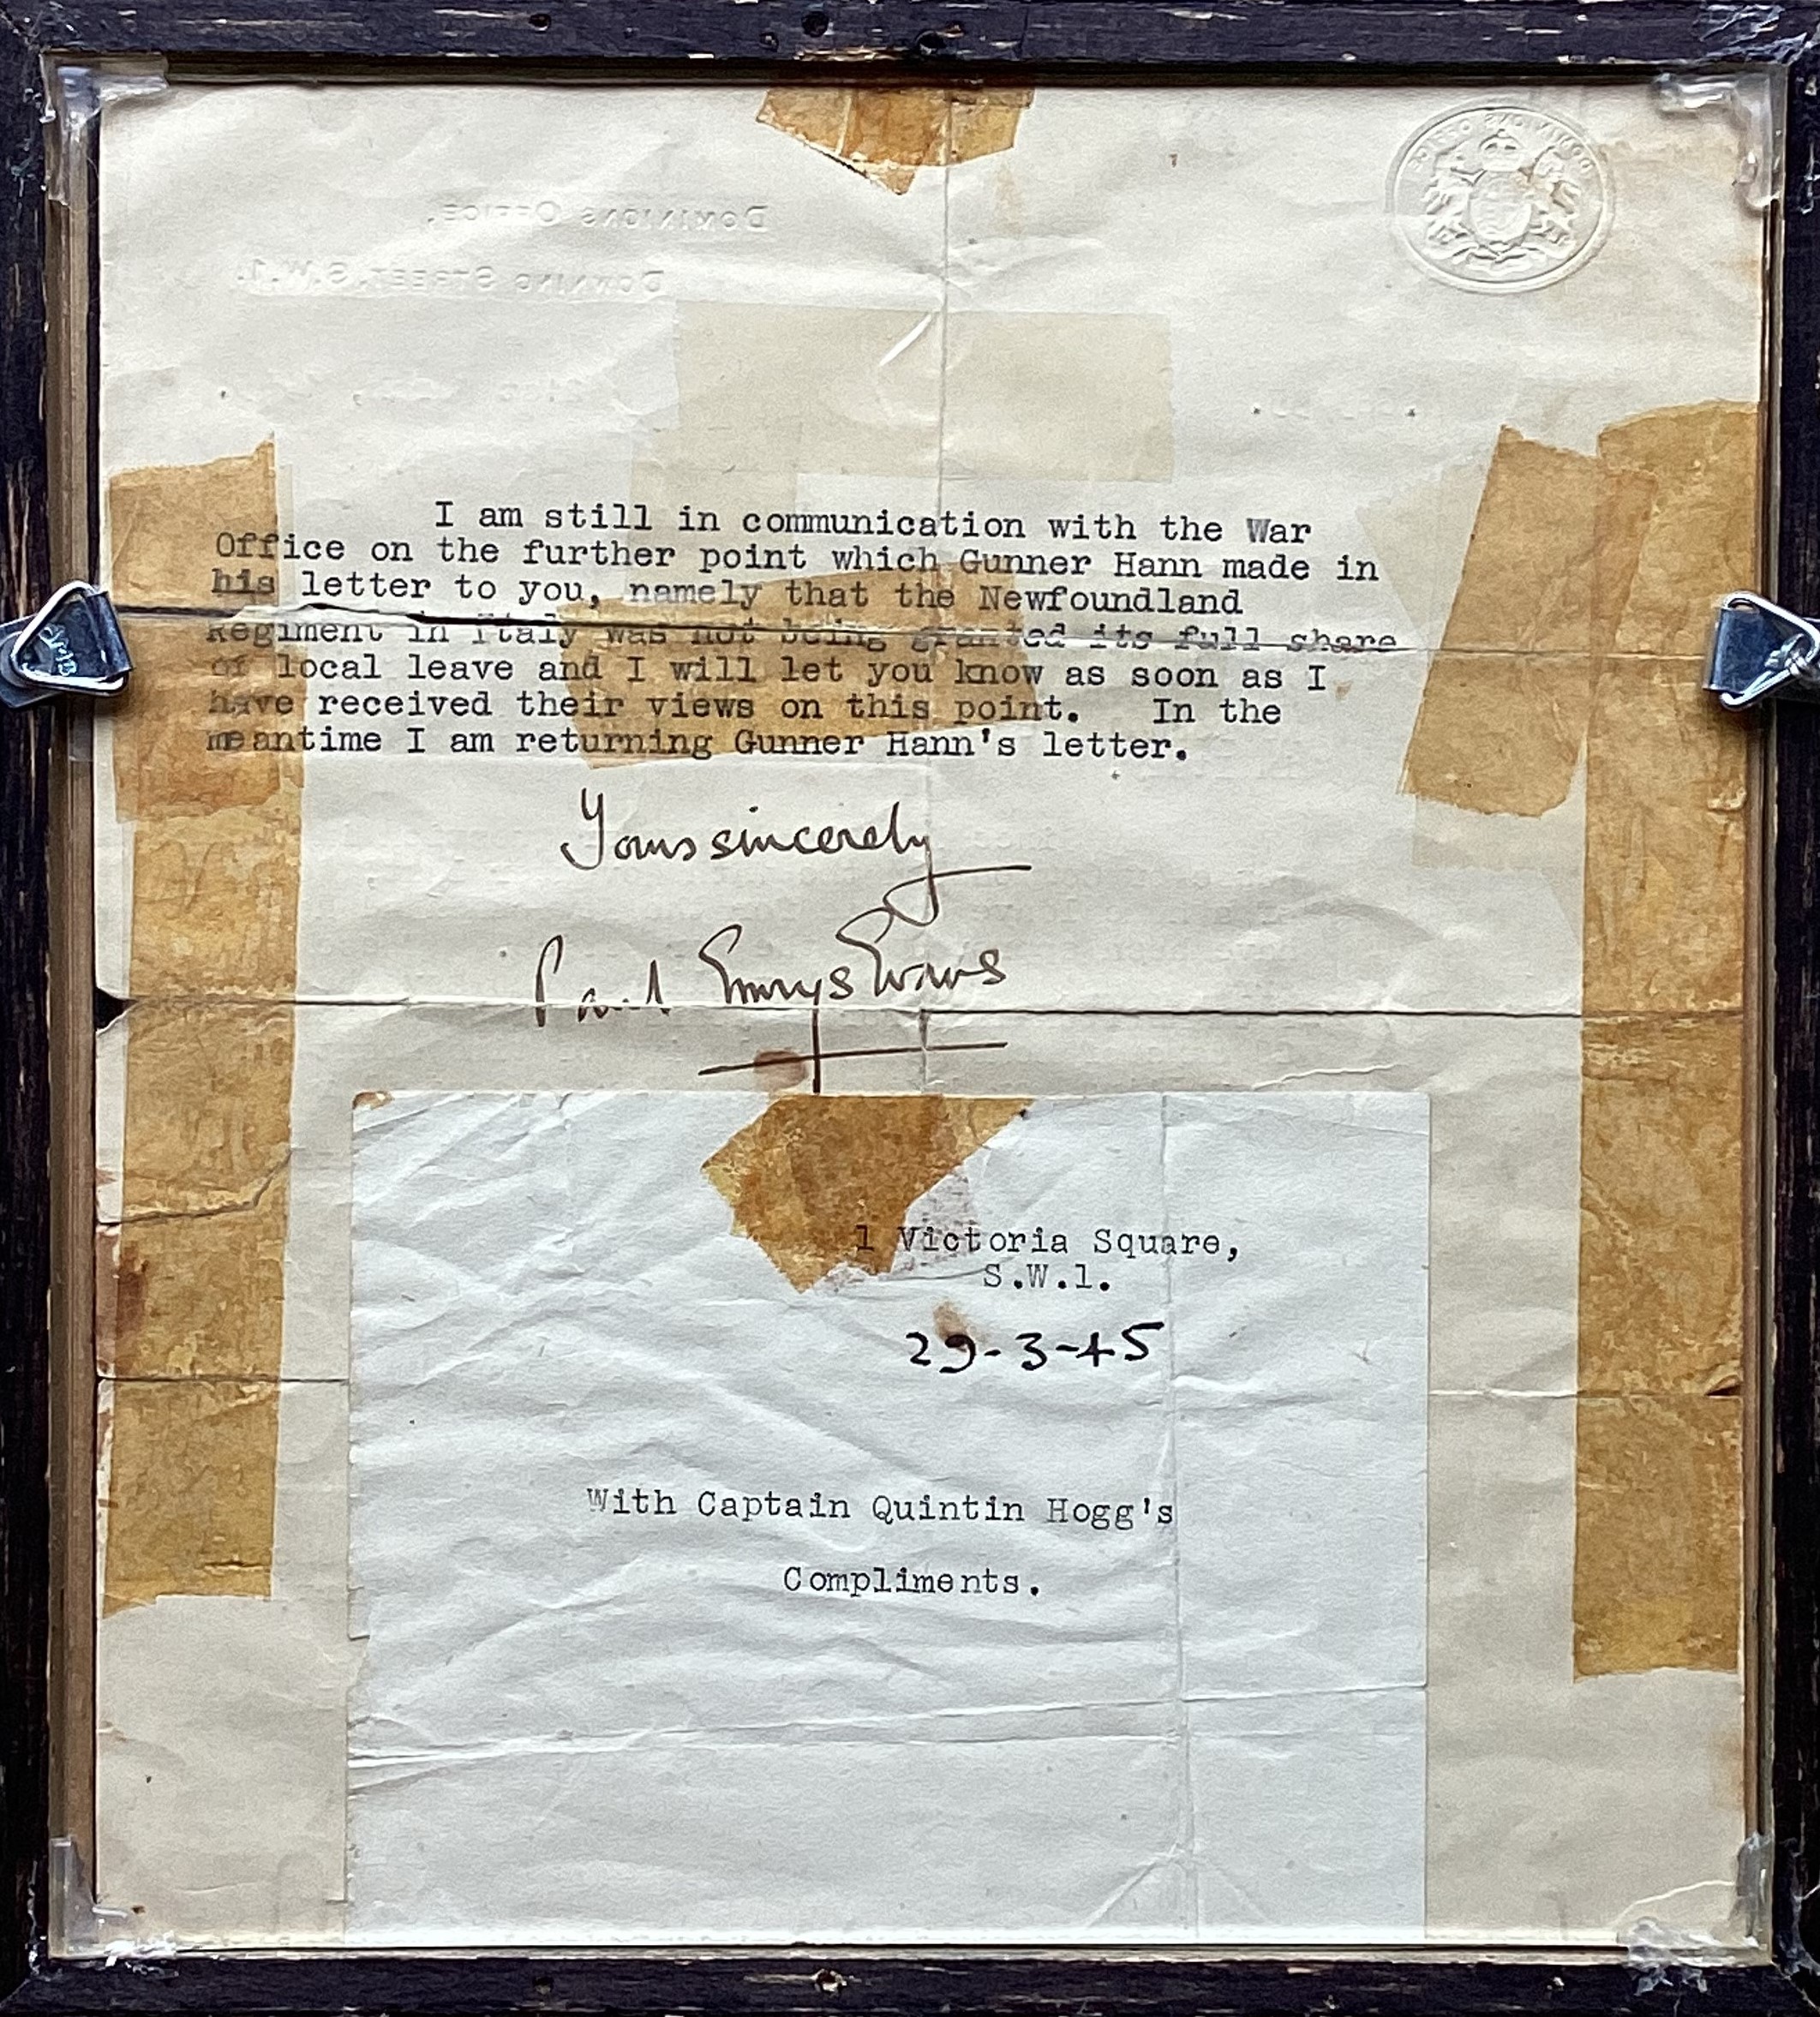 DOMINIONS OFFICE
DOMINIONS OFFICE,
DOWNING STREET, S.W.1.
I am still in communication with the War
Office on the further point which Gunner Hann made in
his letter to you, namely that the Newfoundland
Regiment in Italy was not being granted its full share
of local leave and I will let you know as soon as I
have received their views on this point. In the
meantime I am returning Gunner Hann's letter.
Yours sincerely
Paul Emrys Evans
1 Victoria Square,
S.W.1.
29-3-45
With Captain Quintin Hogg's
Compliments.